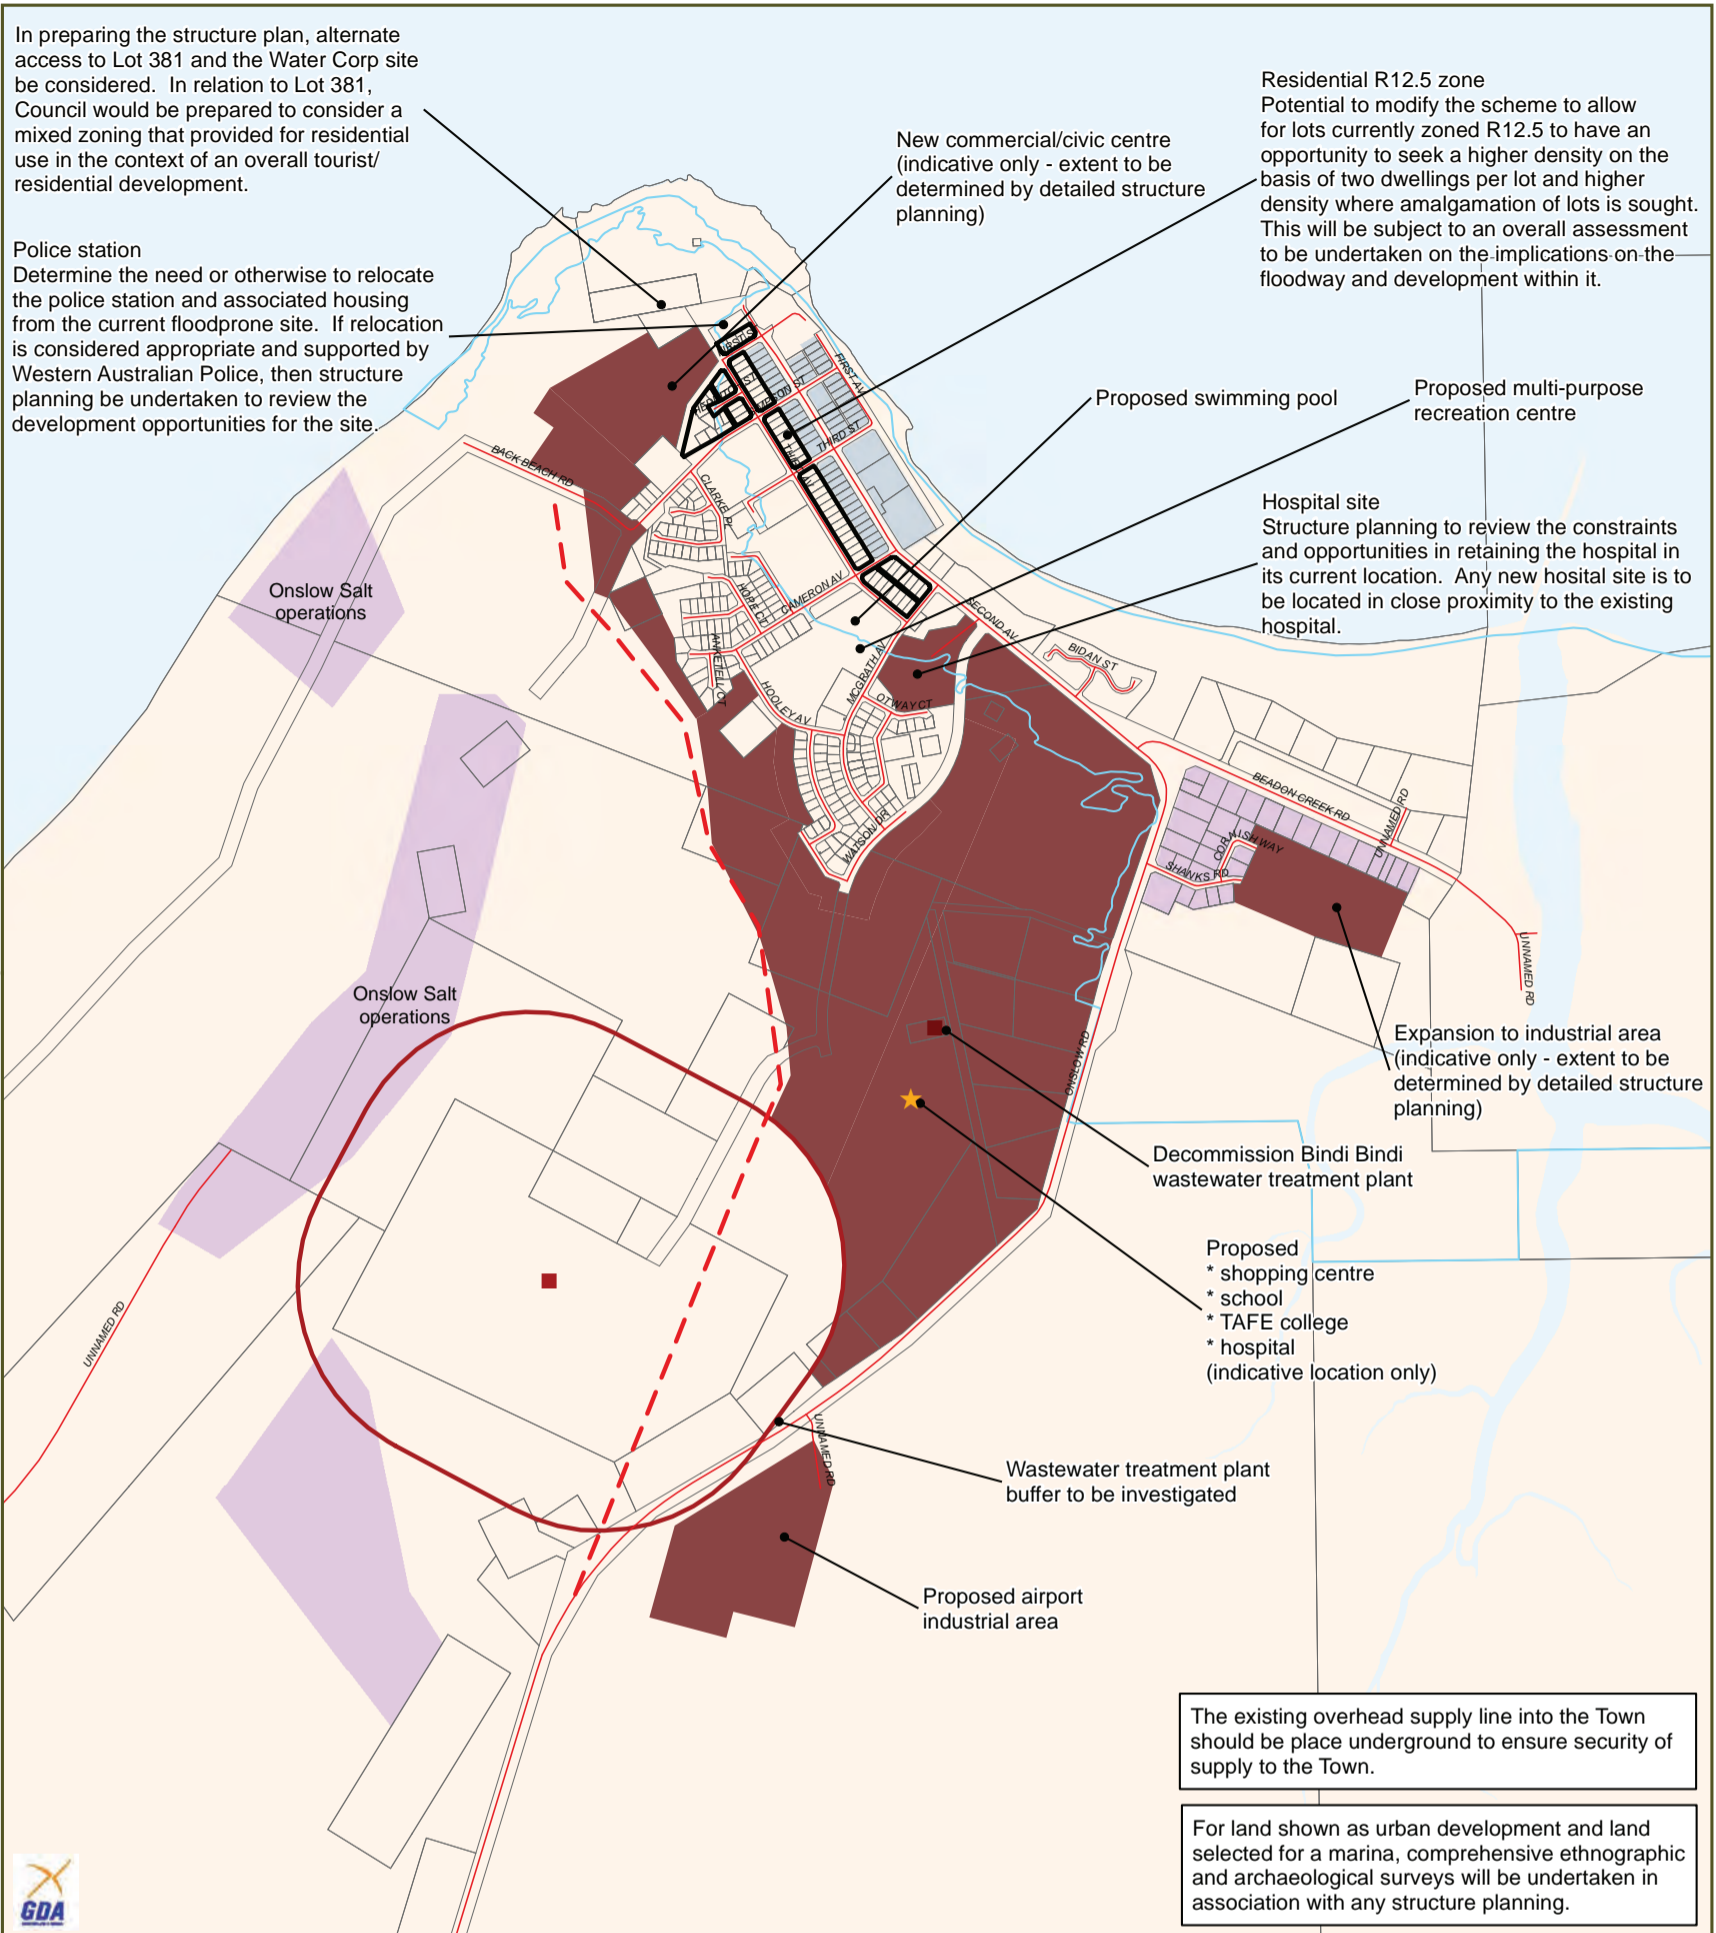 In preparing the structure plan, alternate
access to Lot 381 and the Water Corp site
be considered.  In relation to Lot 381,
Council would be prepared to consider a
mixed zoning that provided for residential
use in the context of an overall tourist/
residential development.
Police station
Determine the need or otherwise to relocate
the police station and associated housing
from the current floodprone site.  If relocation
is considered appropriate and supported by
Western Australian Police, then structure
planning be undertaken to review the
development opportunities for the site.
New commercial/civic centre
(indicative only - extent to be
determined by detailed structure
planning)
Residential R12.5 zone
Potential to modify the scheme to allow
for lots currently zoned R12.5 to have an
opportunity to seek a higher density on the
basis of two dwellings per lot and higher
density where amalgamation of lots is sought.
This will be subject to an overall assessment
to be undertaken on the implications on the
floodway and development within it.
Proposed swimming pool
Proposed multi-purpose
recreation centre
Hospital site
Structure planning to review the constraints
and opportunities in retaining the hospital in
its current location.  Any new hosital site is to
be located in close proximity to the existing
hospital.
FIRST AV
THIRD ST
BACK BEACH RD
CLARKE PL
HOPE CT
CAMERON AV
ANKETELL CT
HOOLEY AV
MCGRATH AV
OTWAY CT
SECOND AV
BIDAN ST
WATSON DR
BEADON CREEK RD
UNNAMED RD
CORNISH WAY
SHANKS RD
UNNAMED RD
ONSLOW RD
Onslow Salt
operations
Onslow Salt
operations
Expansion to industrial area
(indicative only - extent to be
determined by detailed structure
planning)
Decommission Bindi Bindi
wastewater treatment plant
Proposed
* shopping centre
* school
* TAFE college
* hospital
(indicative location only)
UNNAMED RD
UNNAMED RD
Wastewater treatment plant
buffer to be investigated
Proposed airport
industrial area
The existing overhead supply line into the Town
should be place underground to ensure security of
supply to the Town.
For land shown as urban development and land
selected for a marina, comprehensive ethnographic
and archaeological surveys will be undertaken in
association with any structure planning.
GDA